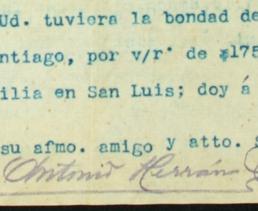 Ud. tuviera la bondad de
ntiago, por v/r° de $175
ilia en San Luis; doy á
su afmo. amigo y atto. S
Antonio Herrán